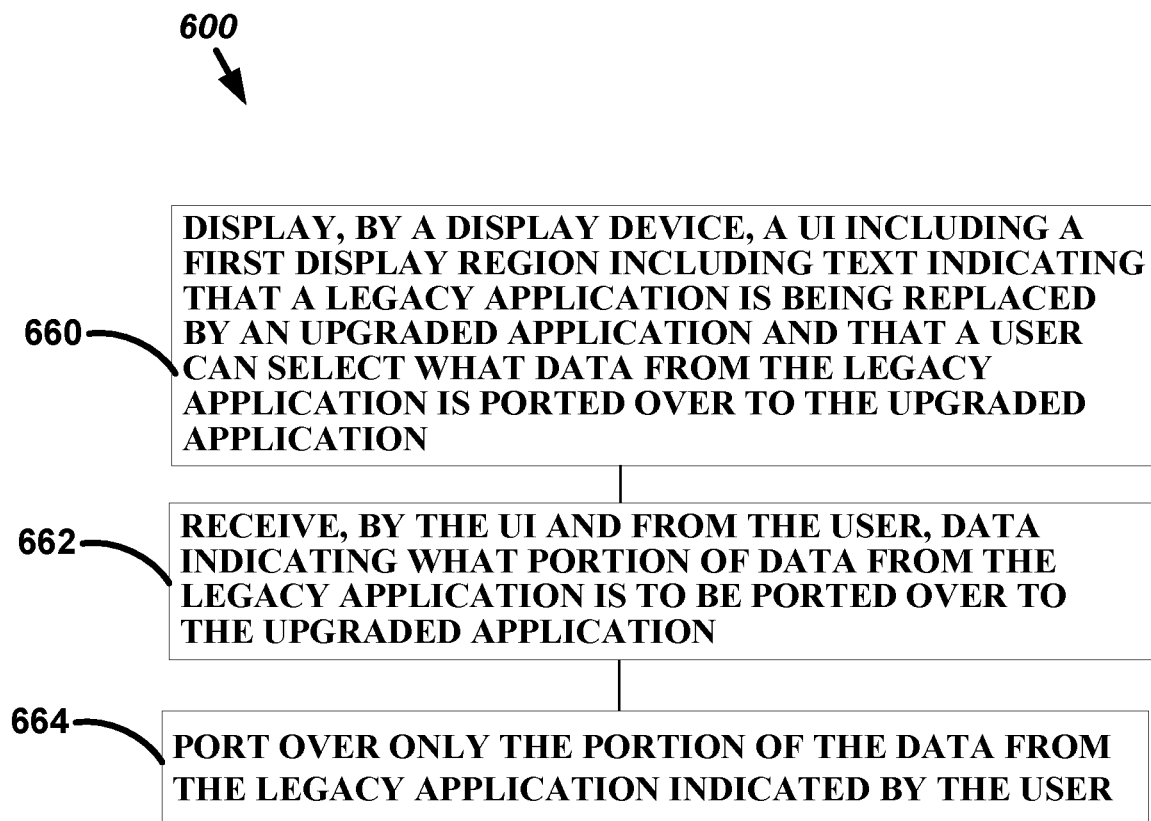 600
DISPLAY, BY A DISPLAY DEVICE, A UI INCLUDING A
FIRST DISPLAY REGION INCLUDING TEXT INDICATING
THAT A LEGACY APPLICATION IS BEING REPLACED
BY AN UPGRADED APPLICATION AND THAT A USER
CAN SELECT WHAT DATA FROM THE LEGACY
APPLICATION IS PORTED OVER TO THE UPGRADED
APPLICATION
660
RECEIVE, BY THE UI AND FROM THE USER, DATA
INDICATING WHAT PORTION OF DATA FROM THE
LEGACY APPLICATION IS TO BE PORTED OVER TO
THE UPGRADED APPLICATION
662
PORT OVER ONLY THE PORTION OF THE DATA FROM
THE LEGACY APPLICATION INDICATED BY THE USER
664